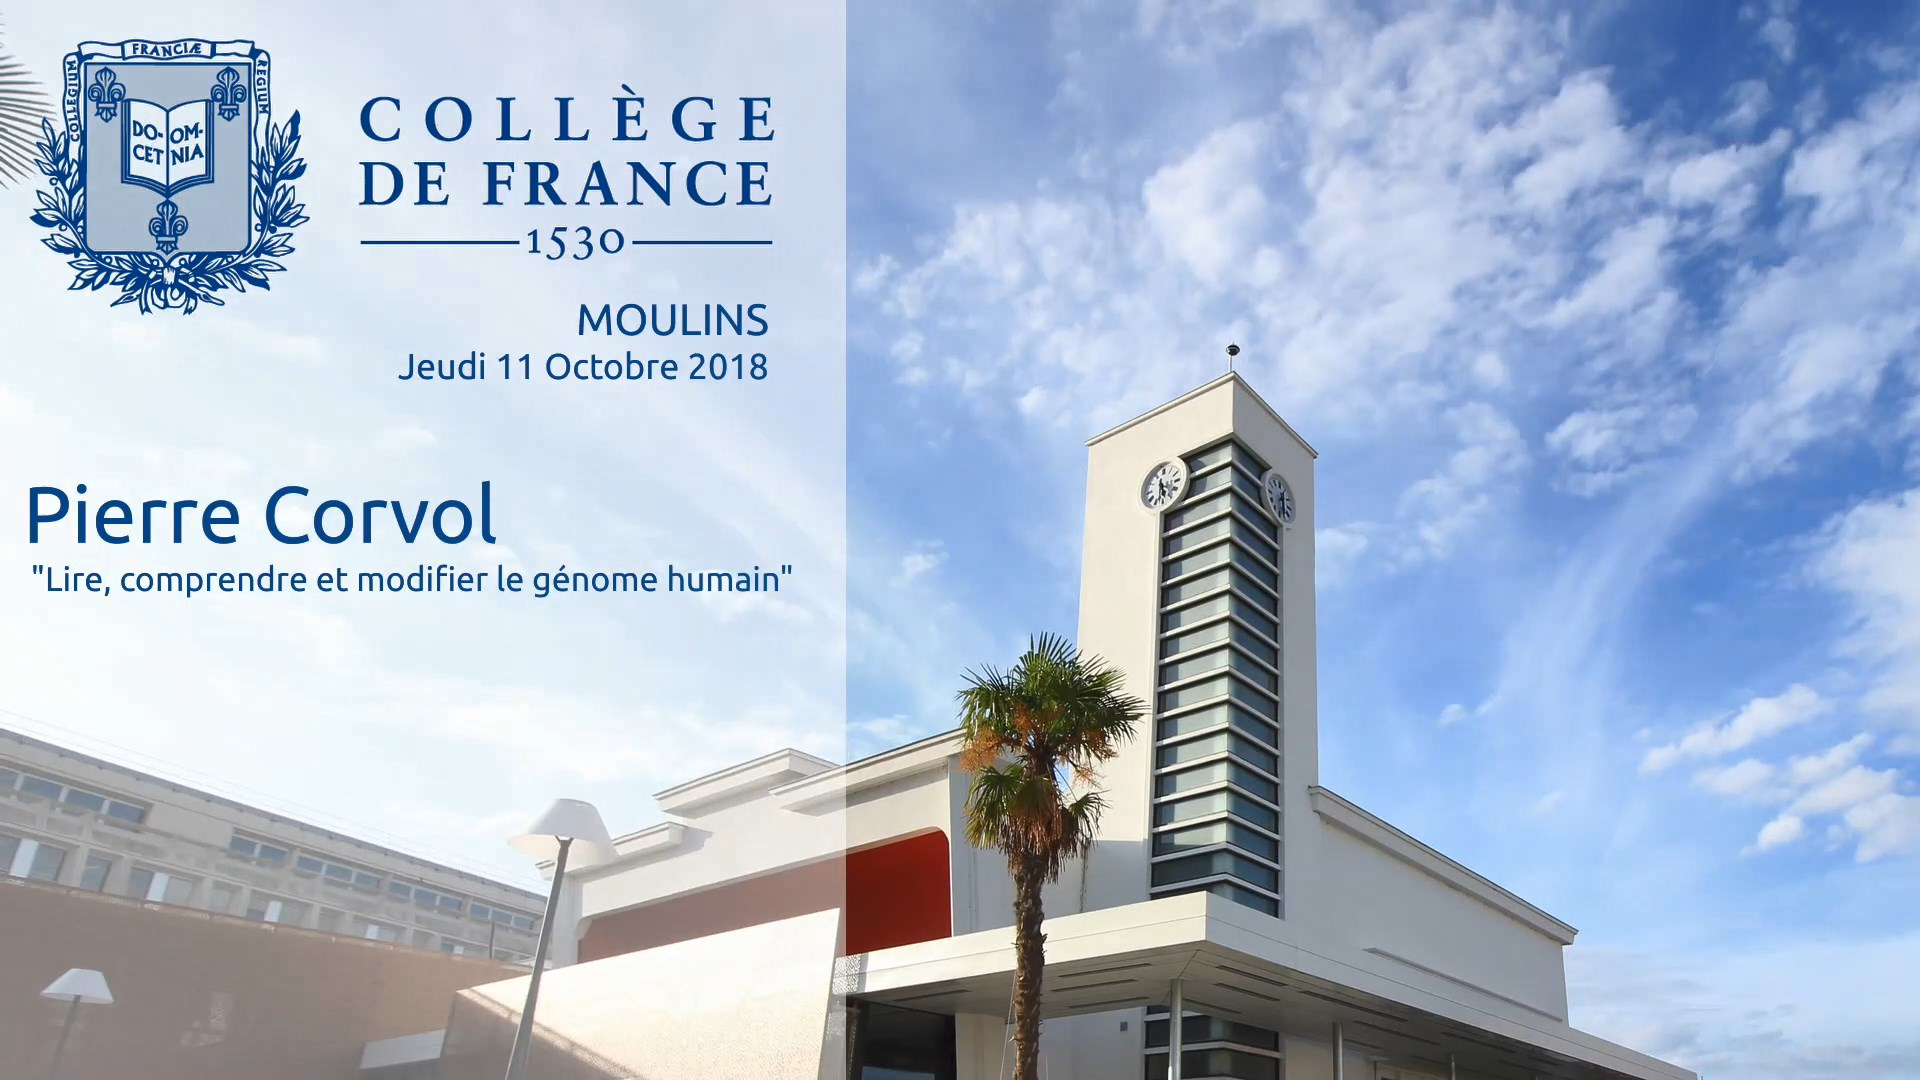 COLLEGIUM FRANCIÆ REGIUM
DO- OM-
CET NIA
COLLÈGE
DE FRANCE
1530
MOULINS
Jeudi 11 Octobre 2018
Pierre Corvol
"Lire, comprendre et modifier le génome humain"